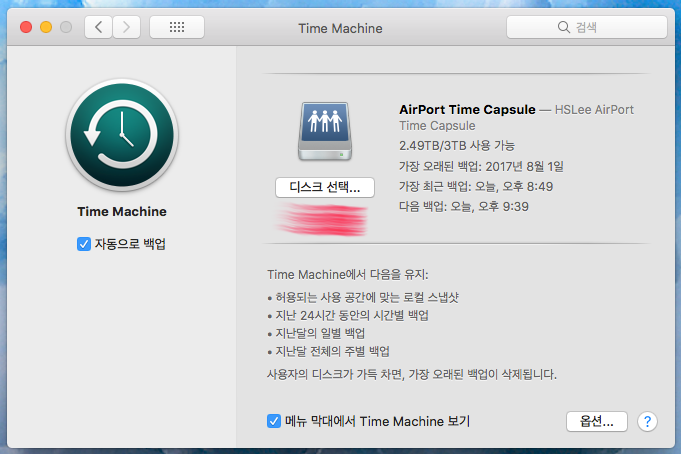 Time Machine
검색
Time Machine
자동으로 백업
디스크 선택...
AirPort Time Capsule — HSLee AirPort
Time Capsule
2.49TB/3TB 사용 가능
가장 오래된 백업: 2017년 8월 1일
가장 최근 백업: 오늘, 오후 8:49
다음 백업: 오늘, 오후 9:39
Time Machine에서 다음을 유지:
• 허용되는 사용 공간에 맞는 로컬 스냅샷
• 지난 24시간 동안의 시간별 백업
• 지난달의 일별 백업
• 지난달 전체의 주별 백업
사용자의 디스크가 가득 차면, 가장 오래된 백업이 삭제됩니다.
메뉴 막대에서 Time Machine 보기
옵션...
?